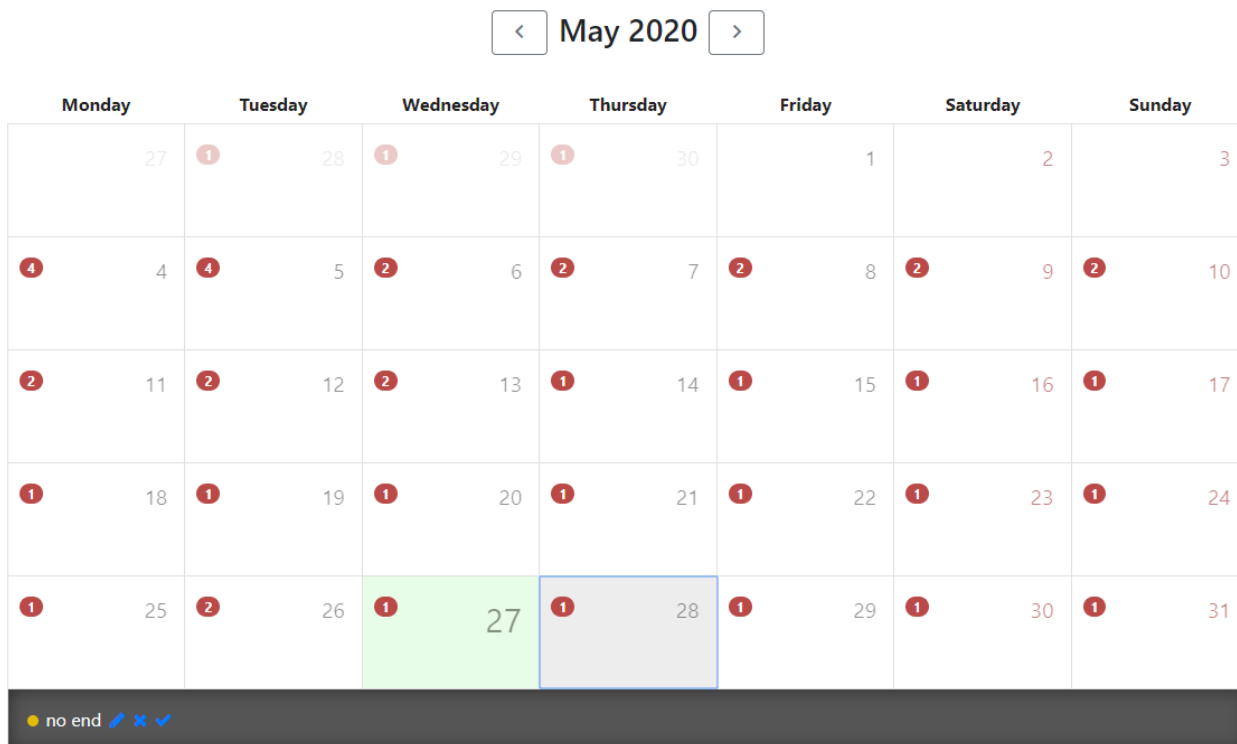 May 2020
Monday Tuesday Wednesday Thursday Friday Saturday Sunday
27 1 28 1 29 1 30 1 2 3
4 4 4 5 2 6 2 7 2 8 2 9 2 10
2 11 2 12 2 13 1 14 1 15 1 16 1 17
1 18 1 19 1 20 1 21 1 22 1 23 1 24
1 25 2 26 1 27 1 28 1 29 1 30 1 31
no end